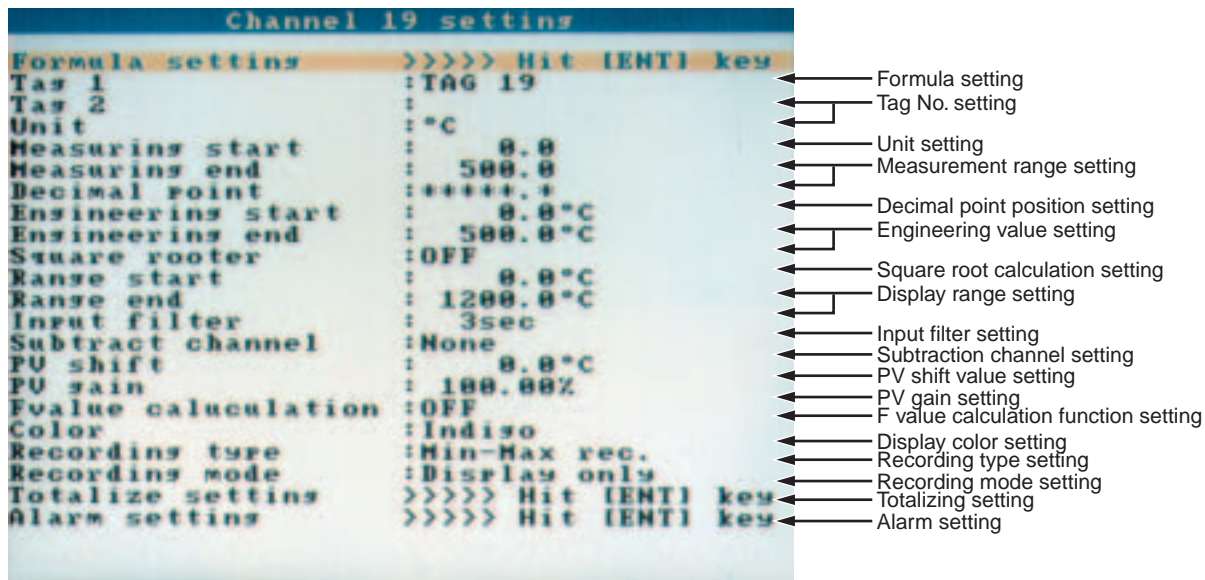 Channel 19 setting
Formula setting >>>>> Hit [ENT] key
Tag 1 :TAG 19
Tag 2 :
Unit :°C
Measuring start : 0.0
Measuring end : 500.0
Decimal point :*****.*
Engineering start : 0.0°C
Engineering end : 500.0°C
Square rooter :OFF
Range start : 0.0°C
Range end : 1200.0°C
Input filter : 3sec
Subtract channel :None
PV shift : 0.0°C
PV gain : 100.00%
Fvalue caluculation :OFF
Color :Indigo
Recording type :Min-Max rec.
Recording mode :Display only
Totalize setting >>>>> Hit [ENT] key
Alarm setting >>>>> Hit [ENT] key
Formula setting
Tag No. setting
Unit setting
Measurement range setting
Decimal point position setting
Engineering value setting
Square root calculation setting
Display range setting
Input filter setting
Subtraction channel setting
PV shift value setting
PV gain setting
F value calculation function setting
Display color setting
Recording type setting
Recording mode setting
Totalizing setting
Alarm setting